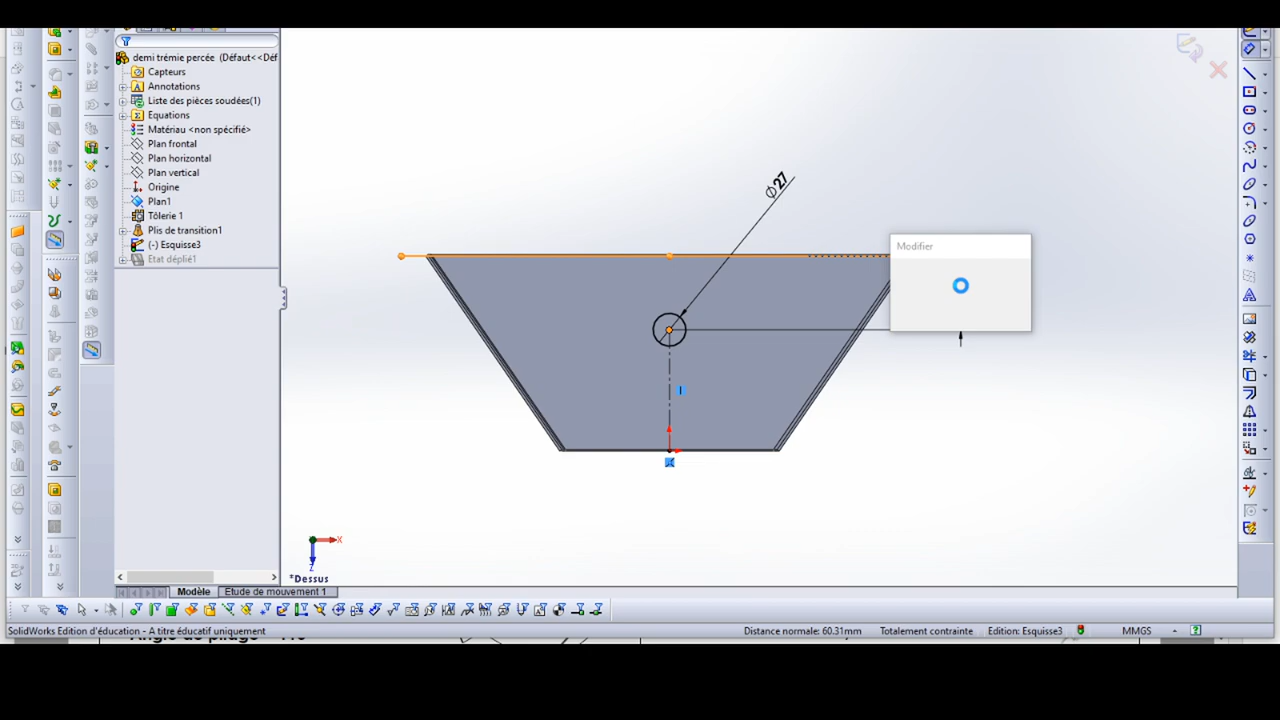 demi trémie percée (Défaut<<Déf
Capteurs
Annotations
Liste des pièces soudées(1)
Equations
Matériau <non spécifié>
Plan frontal
Plan horizontal
Plan vertical
Origine
Plan1
Tôlerie 1
Plis de transition1
(-) Esquisse3
Etat déplié1
∅27
Modifier
X
Z
*Dessus
Modèle
Etude de mouvement 1
SolidWorks Edition d'éducation - A titre éducatif uniquement
Distance normale: 60.31mm
Totalement contrainte
Edition: Esquisse3
MMGS